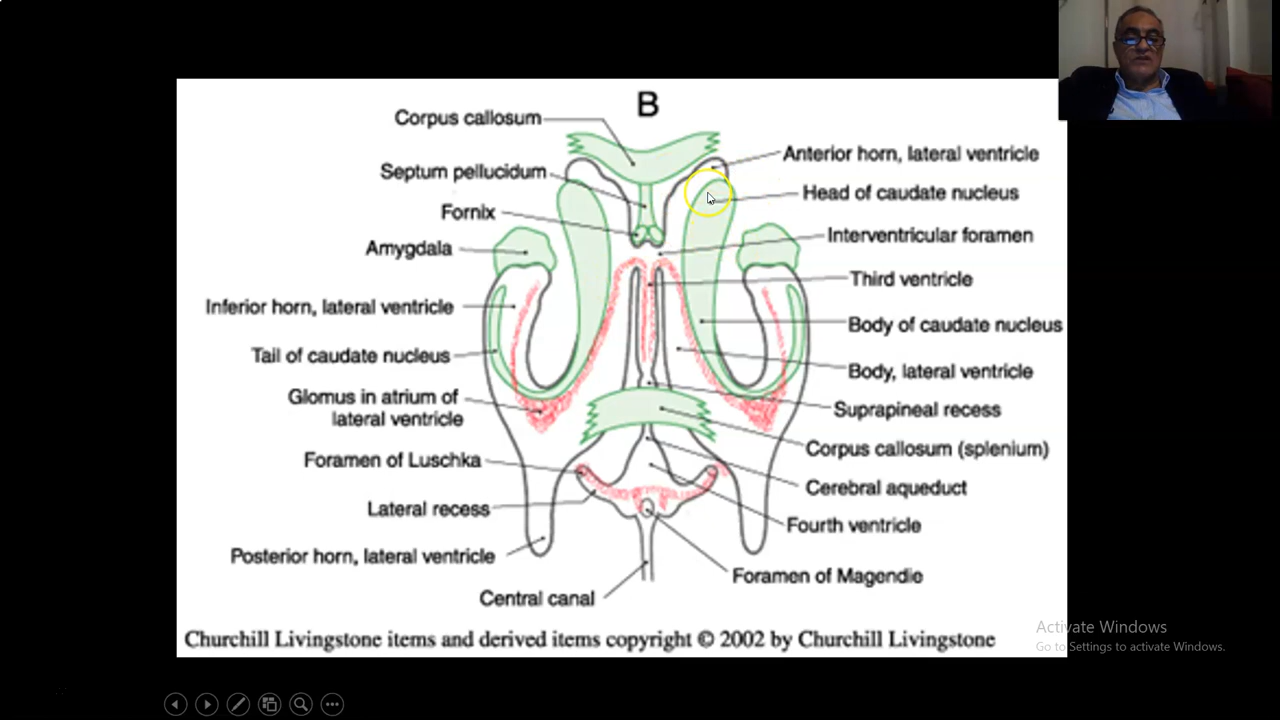 B
Corpus callosum
Septum pellucidum
Fornix
Amygdala
Inferior horn, lateral ventricle
Tail of caudate nucleus
Glomus in atrium of
lateral ventricle
Foramen of Luschka
Lateral recess
Posterior horn, lateral ventricle
Central canal
Anterior horn, lateral ventricle
Head of caudate nucleus
Interventricular foramen
Third ventricle
Body of caudate nucleus
Body, lateral ventricle
Suprapineal recess
Corpus callosum (splenium)
Cerebral aqueduct
Fourth ventricle
Foramen of Magendie
Churchill Livingstone items and derived items copyright © 2002 by Churchill Livingstone
Activate Windows
Go to Settings to activate Windows.